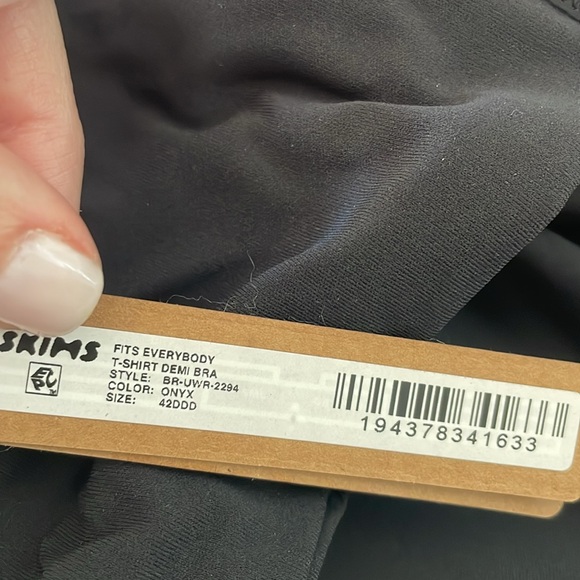 SKIMS
FITS EVERYBODY
T-SHIRT DEMI BRA
STYLE: BR-UWR-2294
COLOR: ONYX
SIZE: 42DDD
194378341633